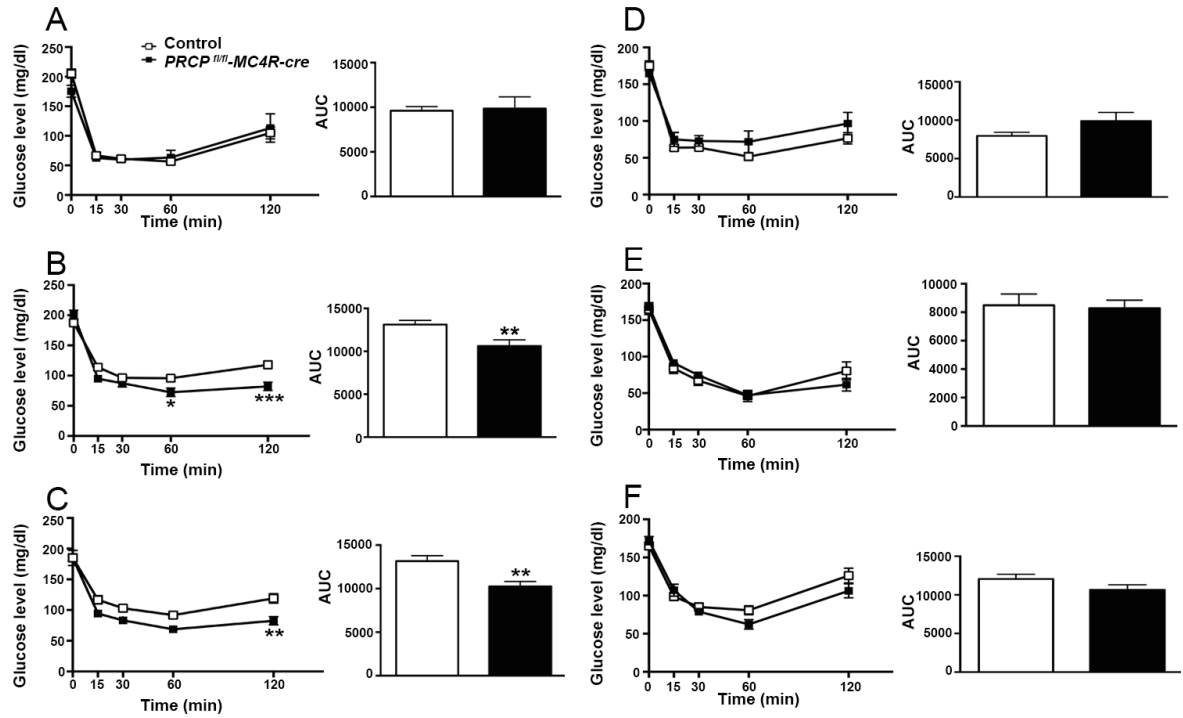 A
Control
PRCP fl/fl-MC4R-cre
Glucose level (mg/dl)
250
200
150
100
50
0
0 15 30 60 120
Time (min)
AUC
15000
10000
5000
0
D
Glucose level (mg/dl)
200
150
100
50
0
0 15 30 60 120
Time (min)
AUC
15000
10000
5000
0
B
Glucose level (mg/dl)
250
200
150
100
50
0
* ***
0 15 30 60 120
Time (min)
AUC
15000
10000
5000
0
**
E
Glucose level (mg/dl)
200
150
100
50
0
0 15 30 60 120
Time (min)
AUC
10000
8000
6000
4000
2000
0
C
Glucose level (mg/dl)
250
200
150
100
50
0
**
0 15 30 60 120
Time (min)
AUC
15000
10000
5000
0
**
F
Glucose level (mg/dl)
200
150
100
50
0
0 15 30 60 120
Time (min)
AUC
15000
10000
5000
0